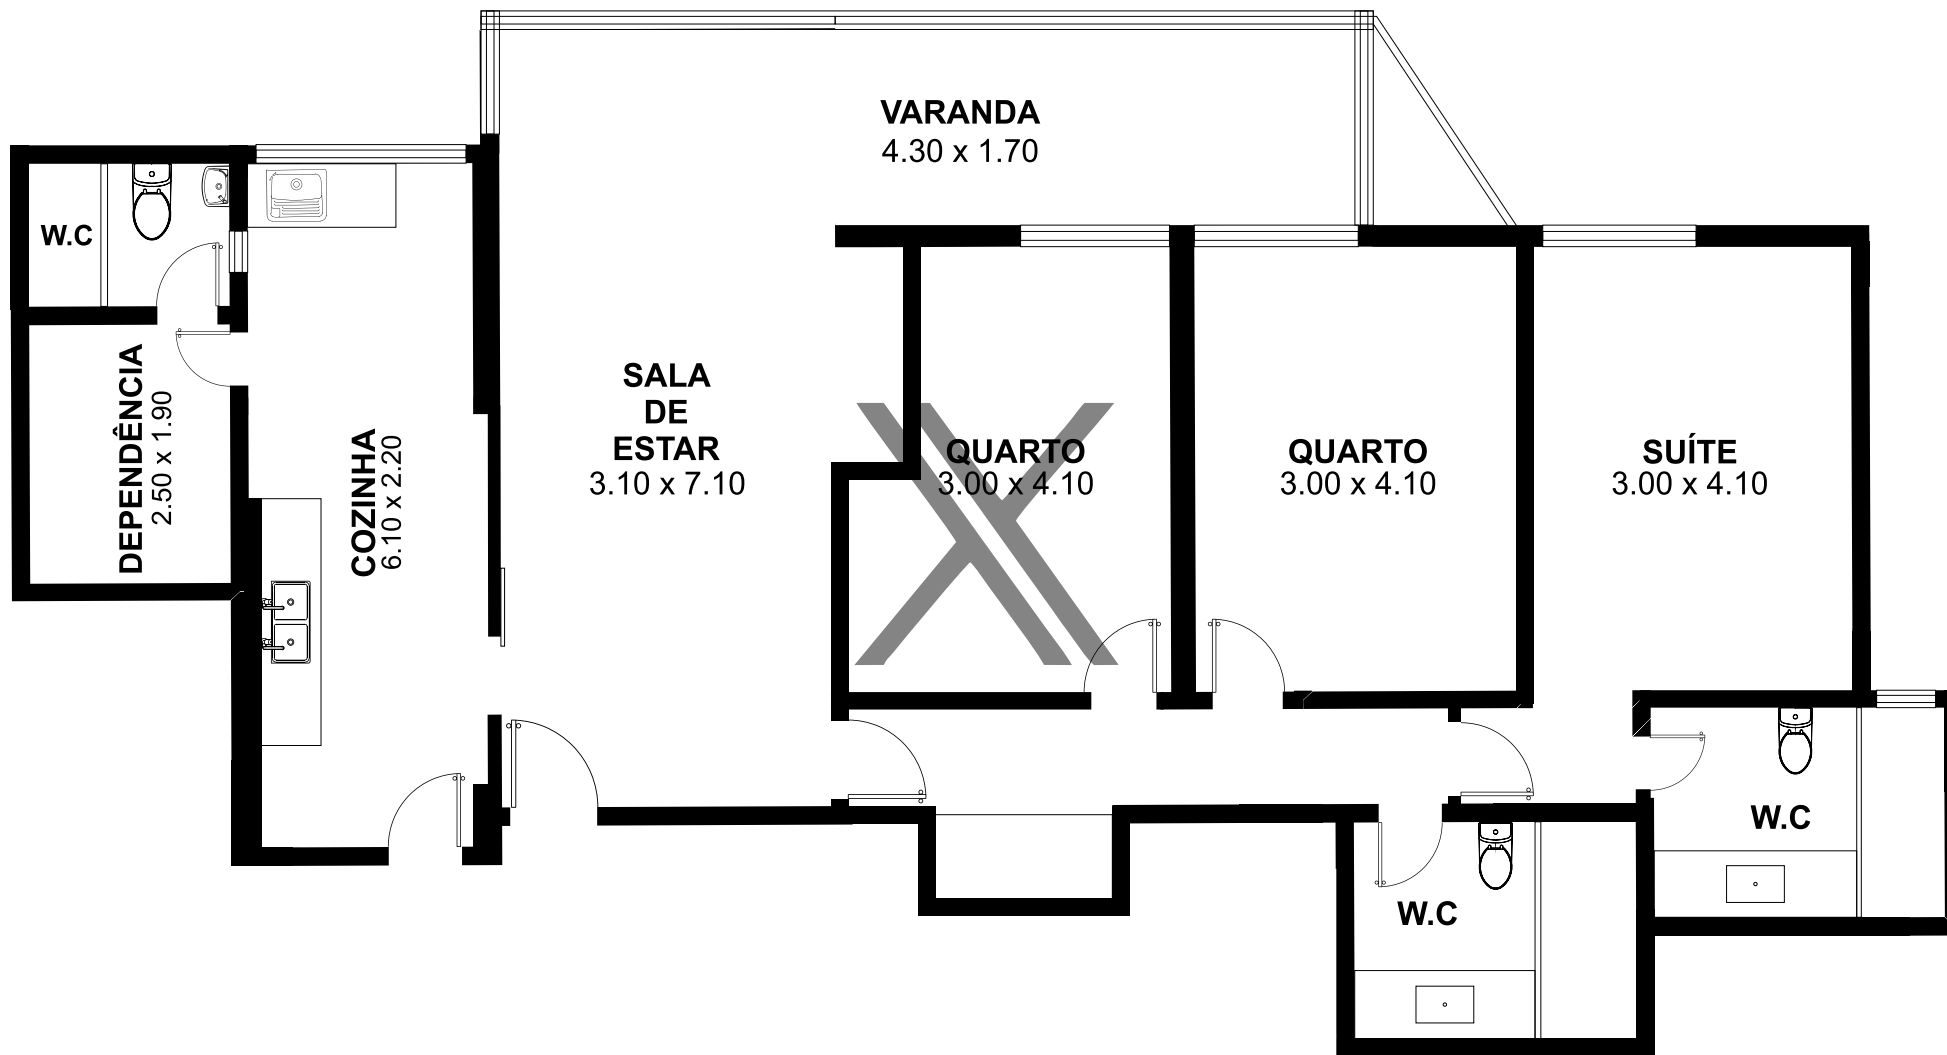 VARANDA
4.30 x 1.70
W.C
DEPENDÊNCIA
2.50 x 1.90
COZINHA
6.10 x 2.20
SALA
DE
ESTAR
3.10 x 7.10
QUARTO
3.00 x 4.10
QUARTO
3.00 x 4.10
SUÍTE
3.00 x 4.10
W.C
W.C